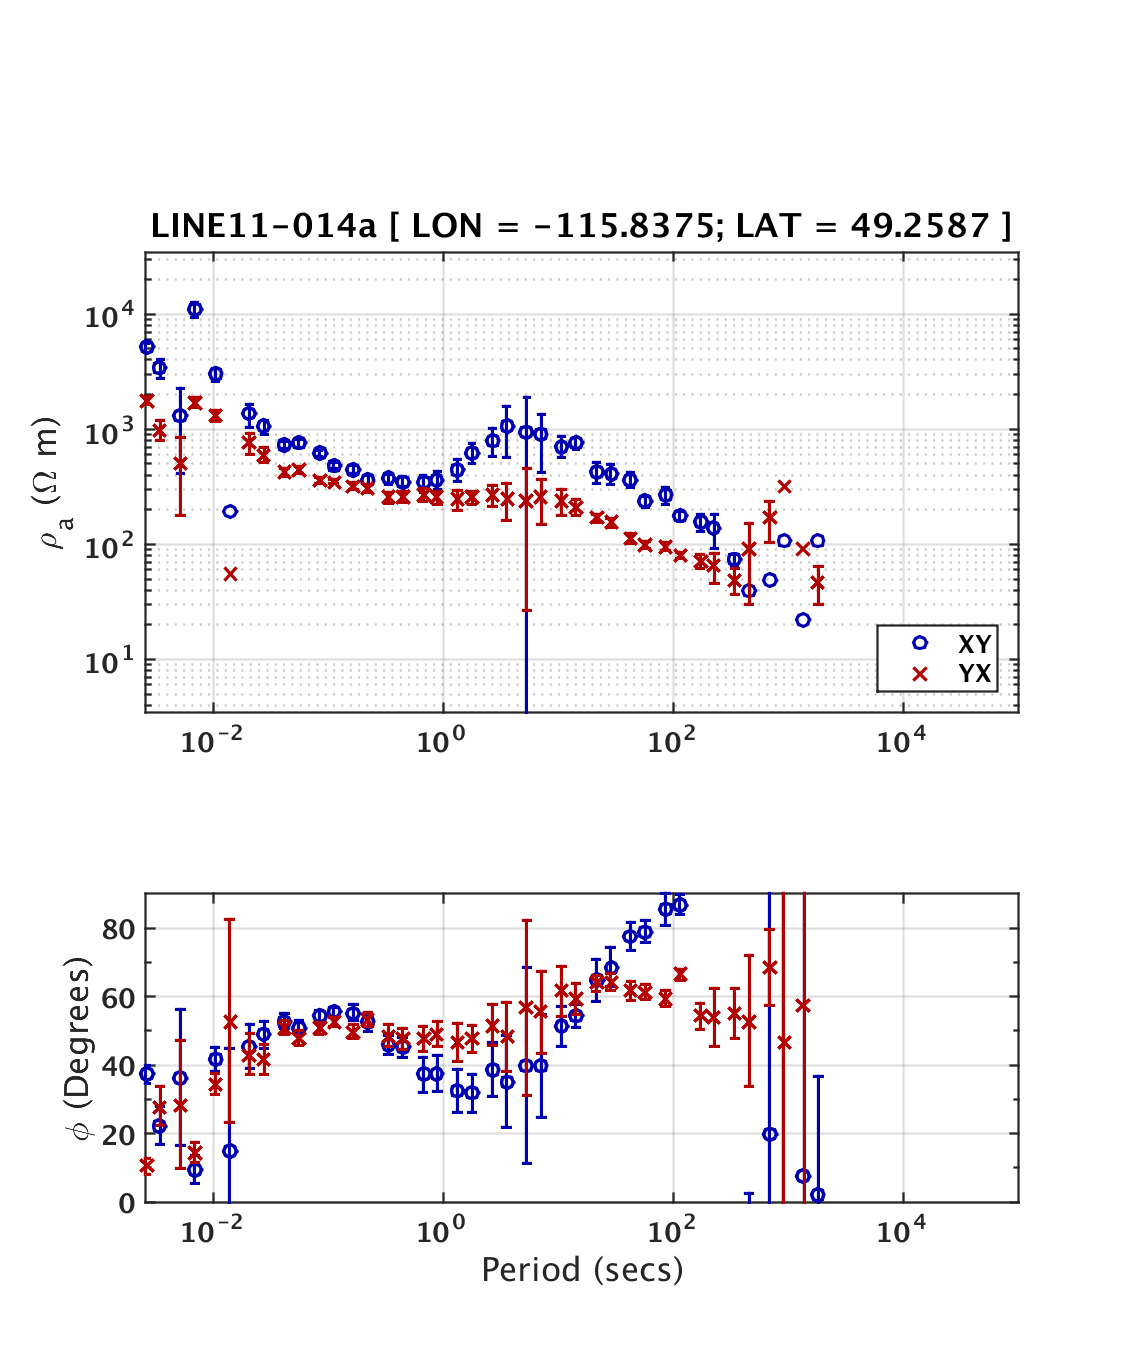 LINE11-014a [ LON = -115.8375; LAT = 49.2587 ]
ρa (Ω m)
10^4
10^3
10^2
10^1
10^-2 10^0 10^2 10^4
XY
YX
ϕ (Degrees)
80
60
40
20
0
10^-2 10^0 10^2 10^4
Period (secs)